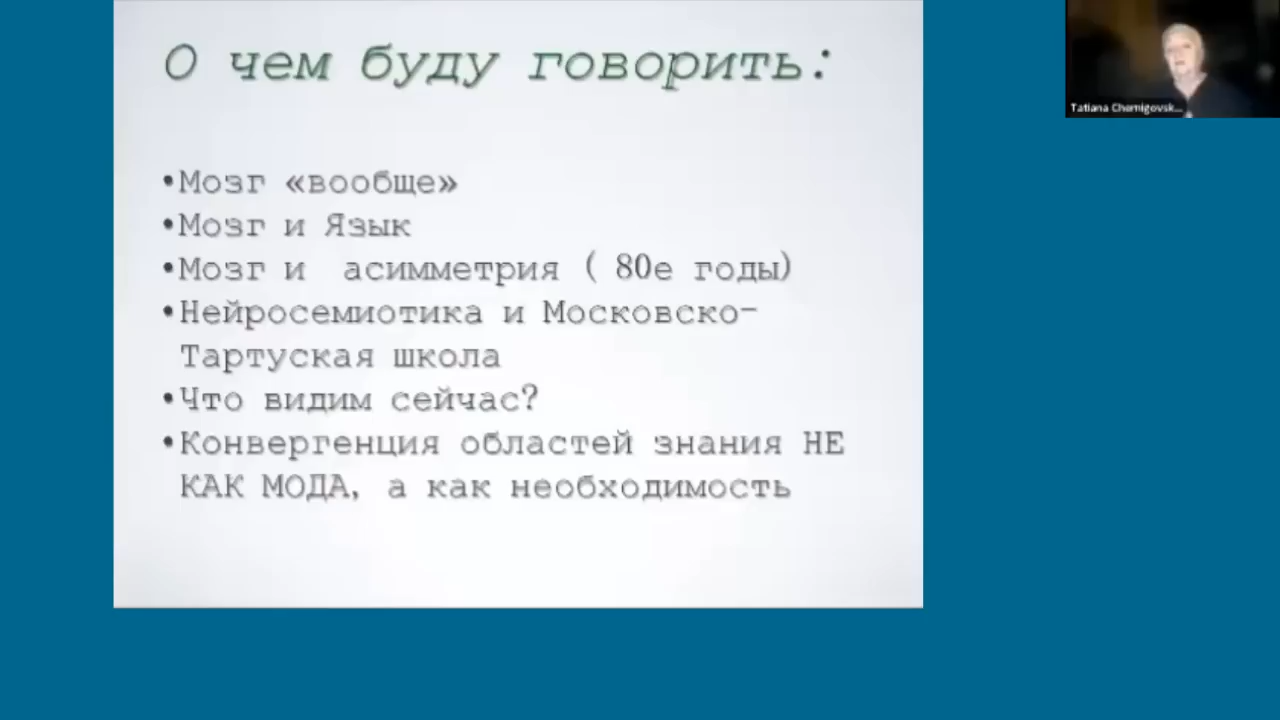 О чем буду говорить:
•Мозг «вообще»
•Мозг и Язык
•Мозг и асимметрия ( 80е годы)
•Нейросемиотика и Московско-
Тартуская школа
•Что видим сейчас?
•Конвергенция областей знания НЕ
КАК МОДА, а как необходимость
Tatiana Chernigovsk...